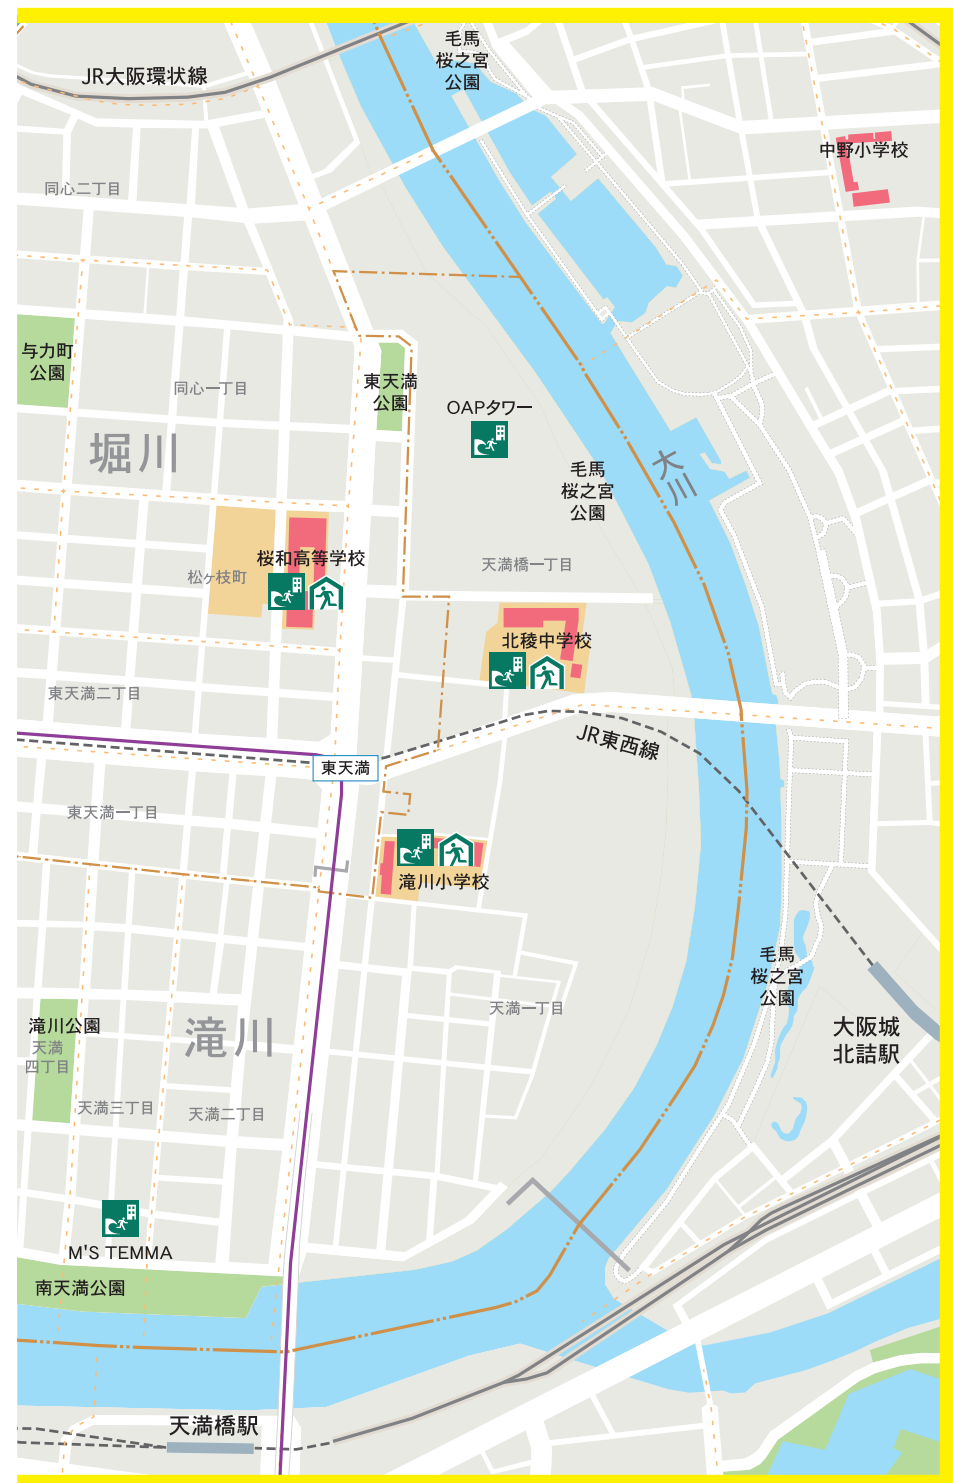 毛馬
桜之宮
公園
JR大阪環状線
中野小学校
同心二丁目
与力町
公園
同心一丁目
東天満
公園
OAPタワー
堀川
毛馬
桜之宮
公園
大川
桜和高等学校
松ヶ枝町
天満橋一丁目
北稜中学校
東天満二丁目
JR東西線
東天満
東天満一丁目
滝川小学校
毛馬
桜之宮
公園
天満一丁目
滝川公園
天満
四丁目
滝川
大阪城
北詰駅
天満三丁目
天満二丁目
M'S TEMMA
南天満公園
天満橋駅